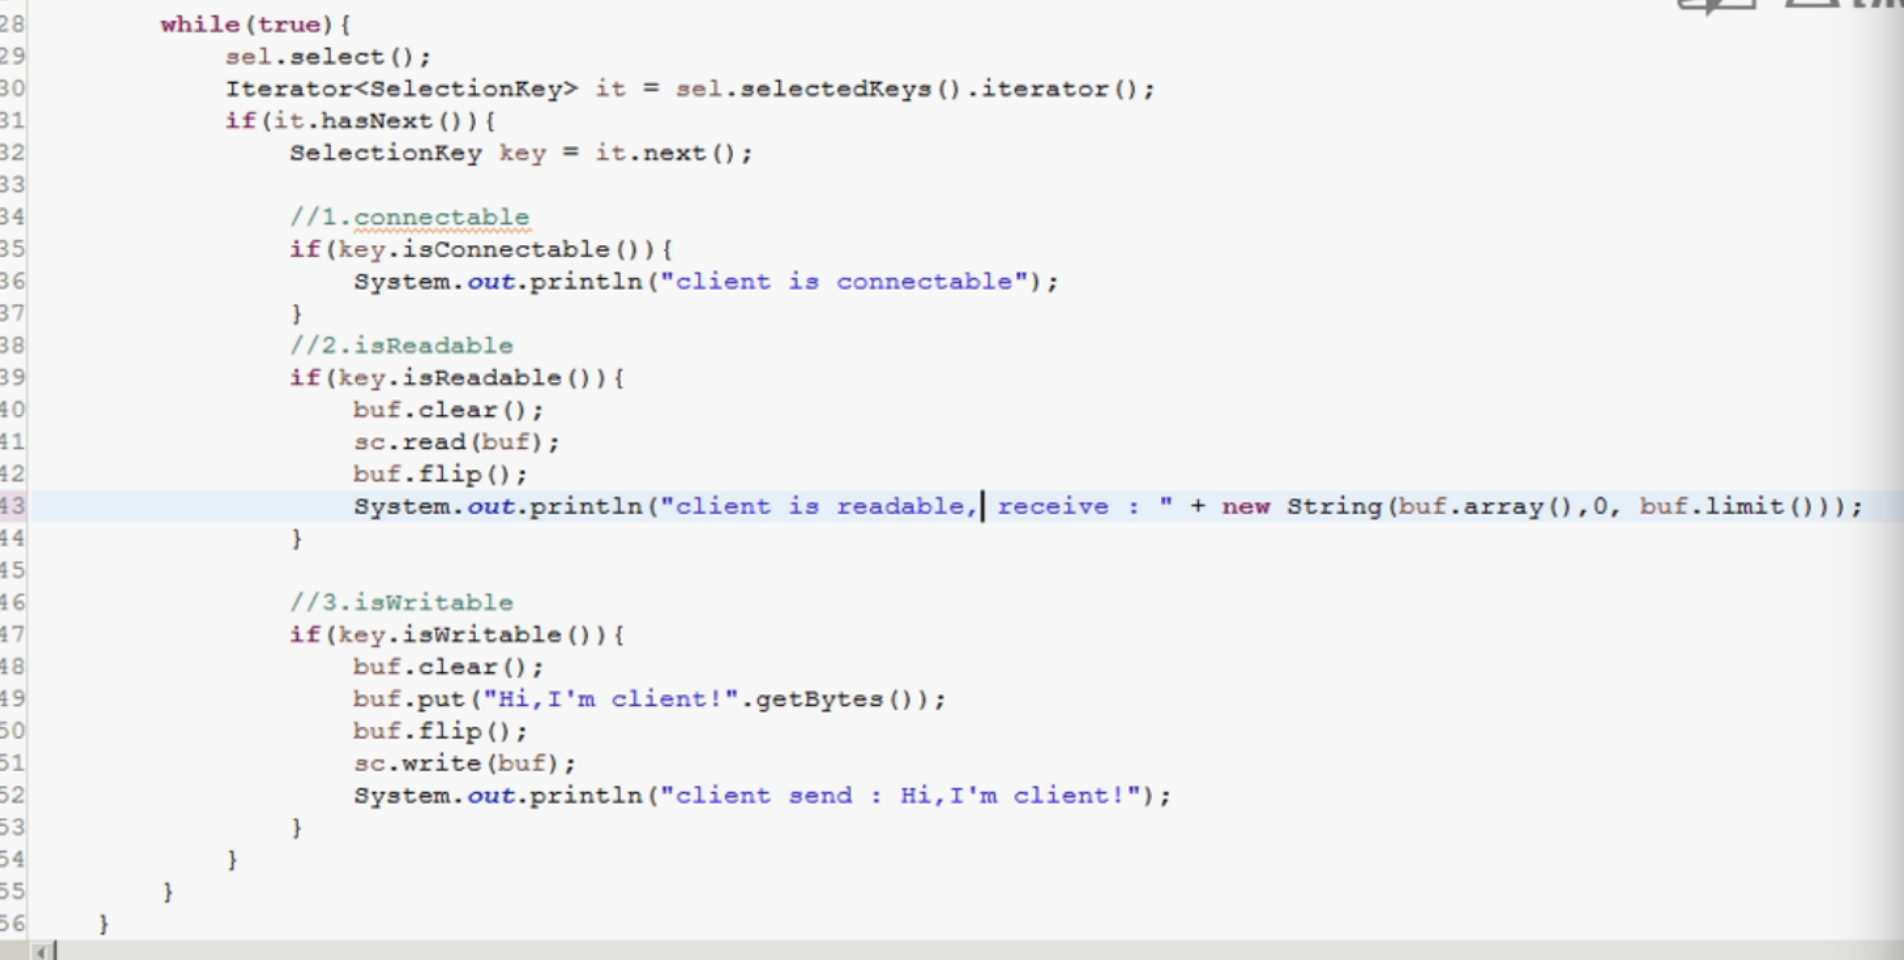 28 while(true){
29 sel.select();
30 Iterator<SelectionKey> it = sel.selectedKeys().iterator();
31 if(it.hasNext()){
32 SelectionKey key = it.next();
33
34 //1.connectable
35 if(key.isConnectable()){
36 System.out.println("client is connectable");
37 }
38 //2.isReadable
39 if(key.isReadable()){
40 buf.clear();
41 sc.read(buf);
42 buf.flip();
43 System.out.println("client is readable, receive : " + new String(buf.array(),0, buf.limit()));
44 }
45
46 //3.isWritable
47 if(key.isWritable()){
48 buf.clear();
49 buf.put("Hi,I'm client!".getBytes());
50 buf.flip();
51 sc.write(buf);
52 System.out.println("client send : Hi,I'm client!");
53 }
54 }
55 }
56 }